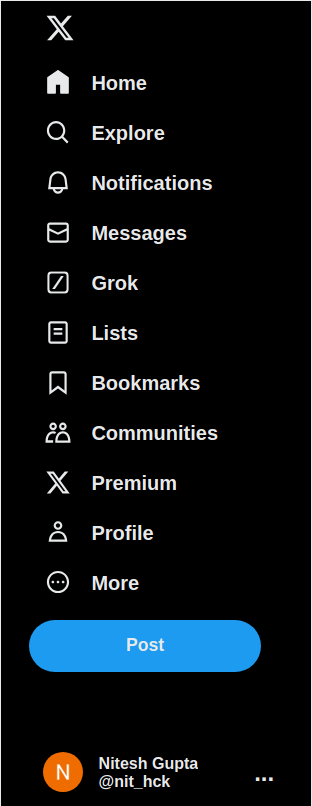 Home
Explore
Notifications
Messages
Grok
Lists
Bookmarks
Communities
Premium
Profile
More
Post
N
Nitesh Gupta
@nit_hck
...